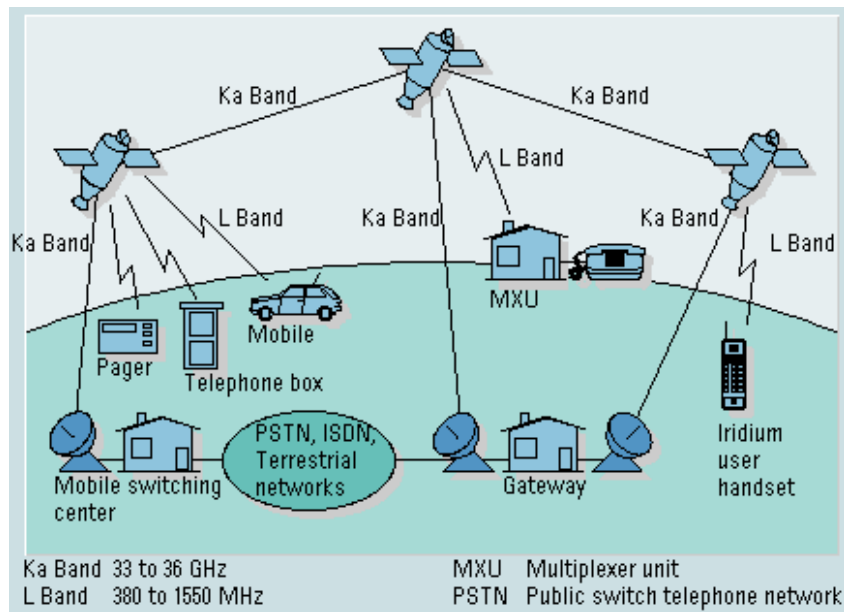 Ka Band
Ka Band
L Band
Ka Band
L Band
Ka Band
Ka Band
L Band
MXU
Mobile
Pager
Telephone box
PSTN, ISDN,
Terrestrial
networks
Mobile switching
center
Gateway
Iridium
user
handset
Ka Band 33 to 36 GHz
MXU Multiplexer unit
L Band 380 to 1550 MHz
PSTN Public switch telephone network